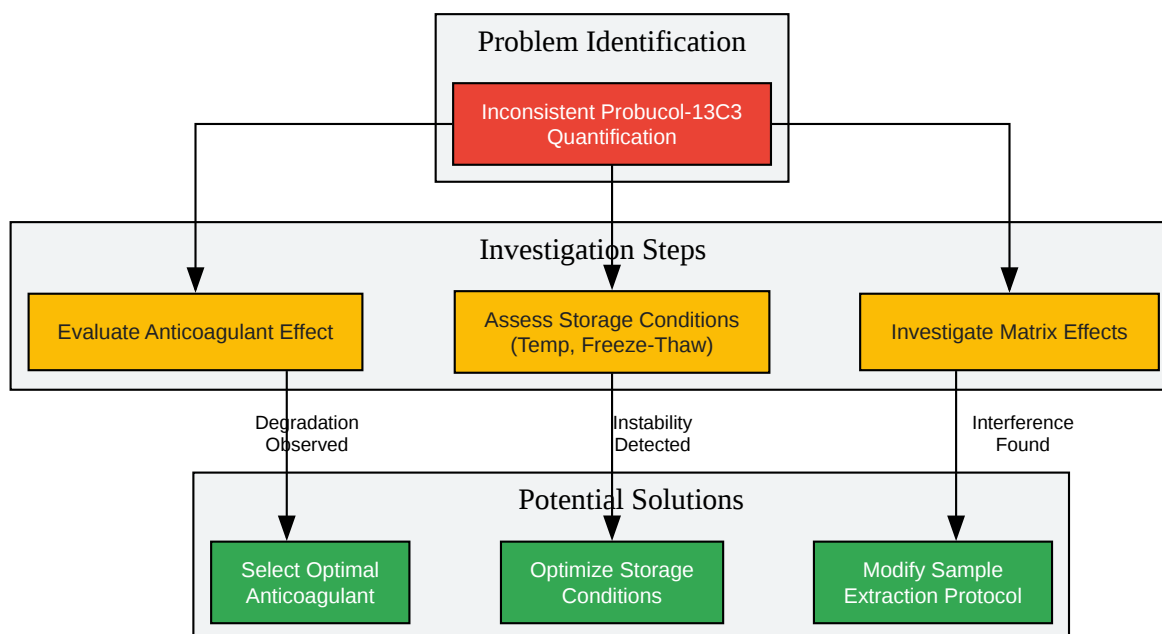 Problem Identification
Inconsistent Probucol-13C3
Quantification
Investigation Steps
Evaluate Anticoagulant Effect
Assess Storage Conditions
(Temp, Freeze-Thaw)
Investigate Matrix Effects
Degradation
Observed
Instability
Detected
Interference
Found
Potential Solutions
Select Optimal
Anticoagulant
Optimize Storage
Conditions
Modify Sample
Extraction Protocol